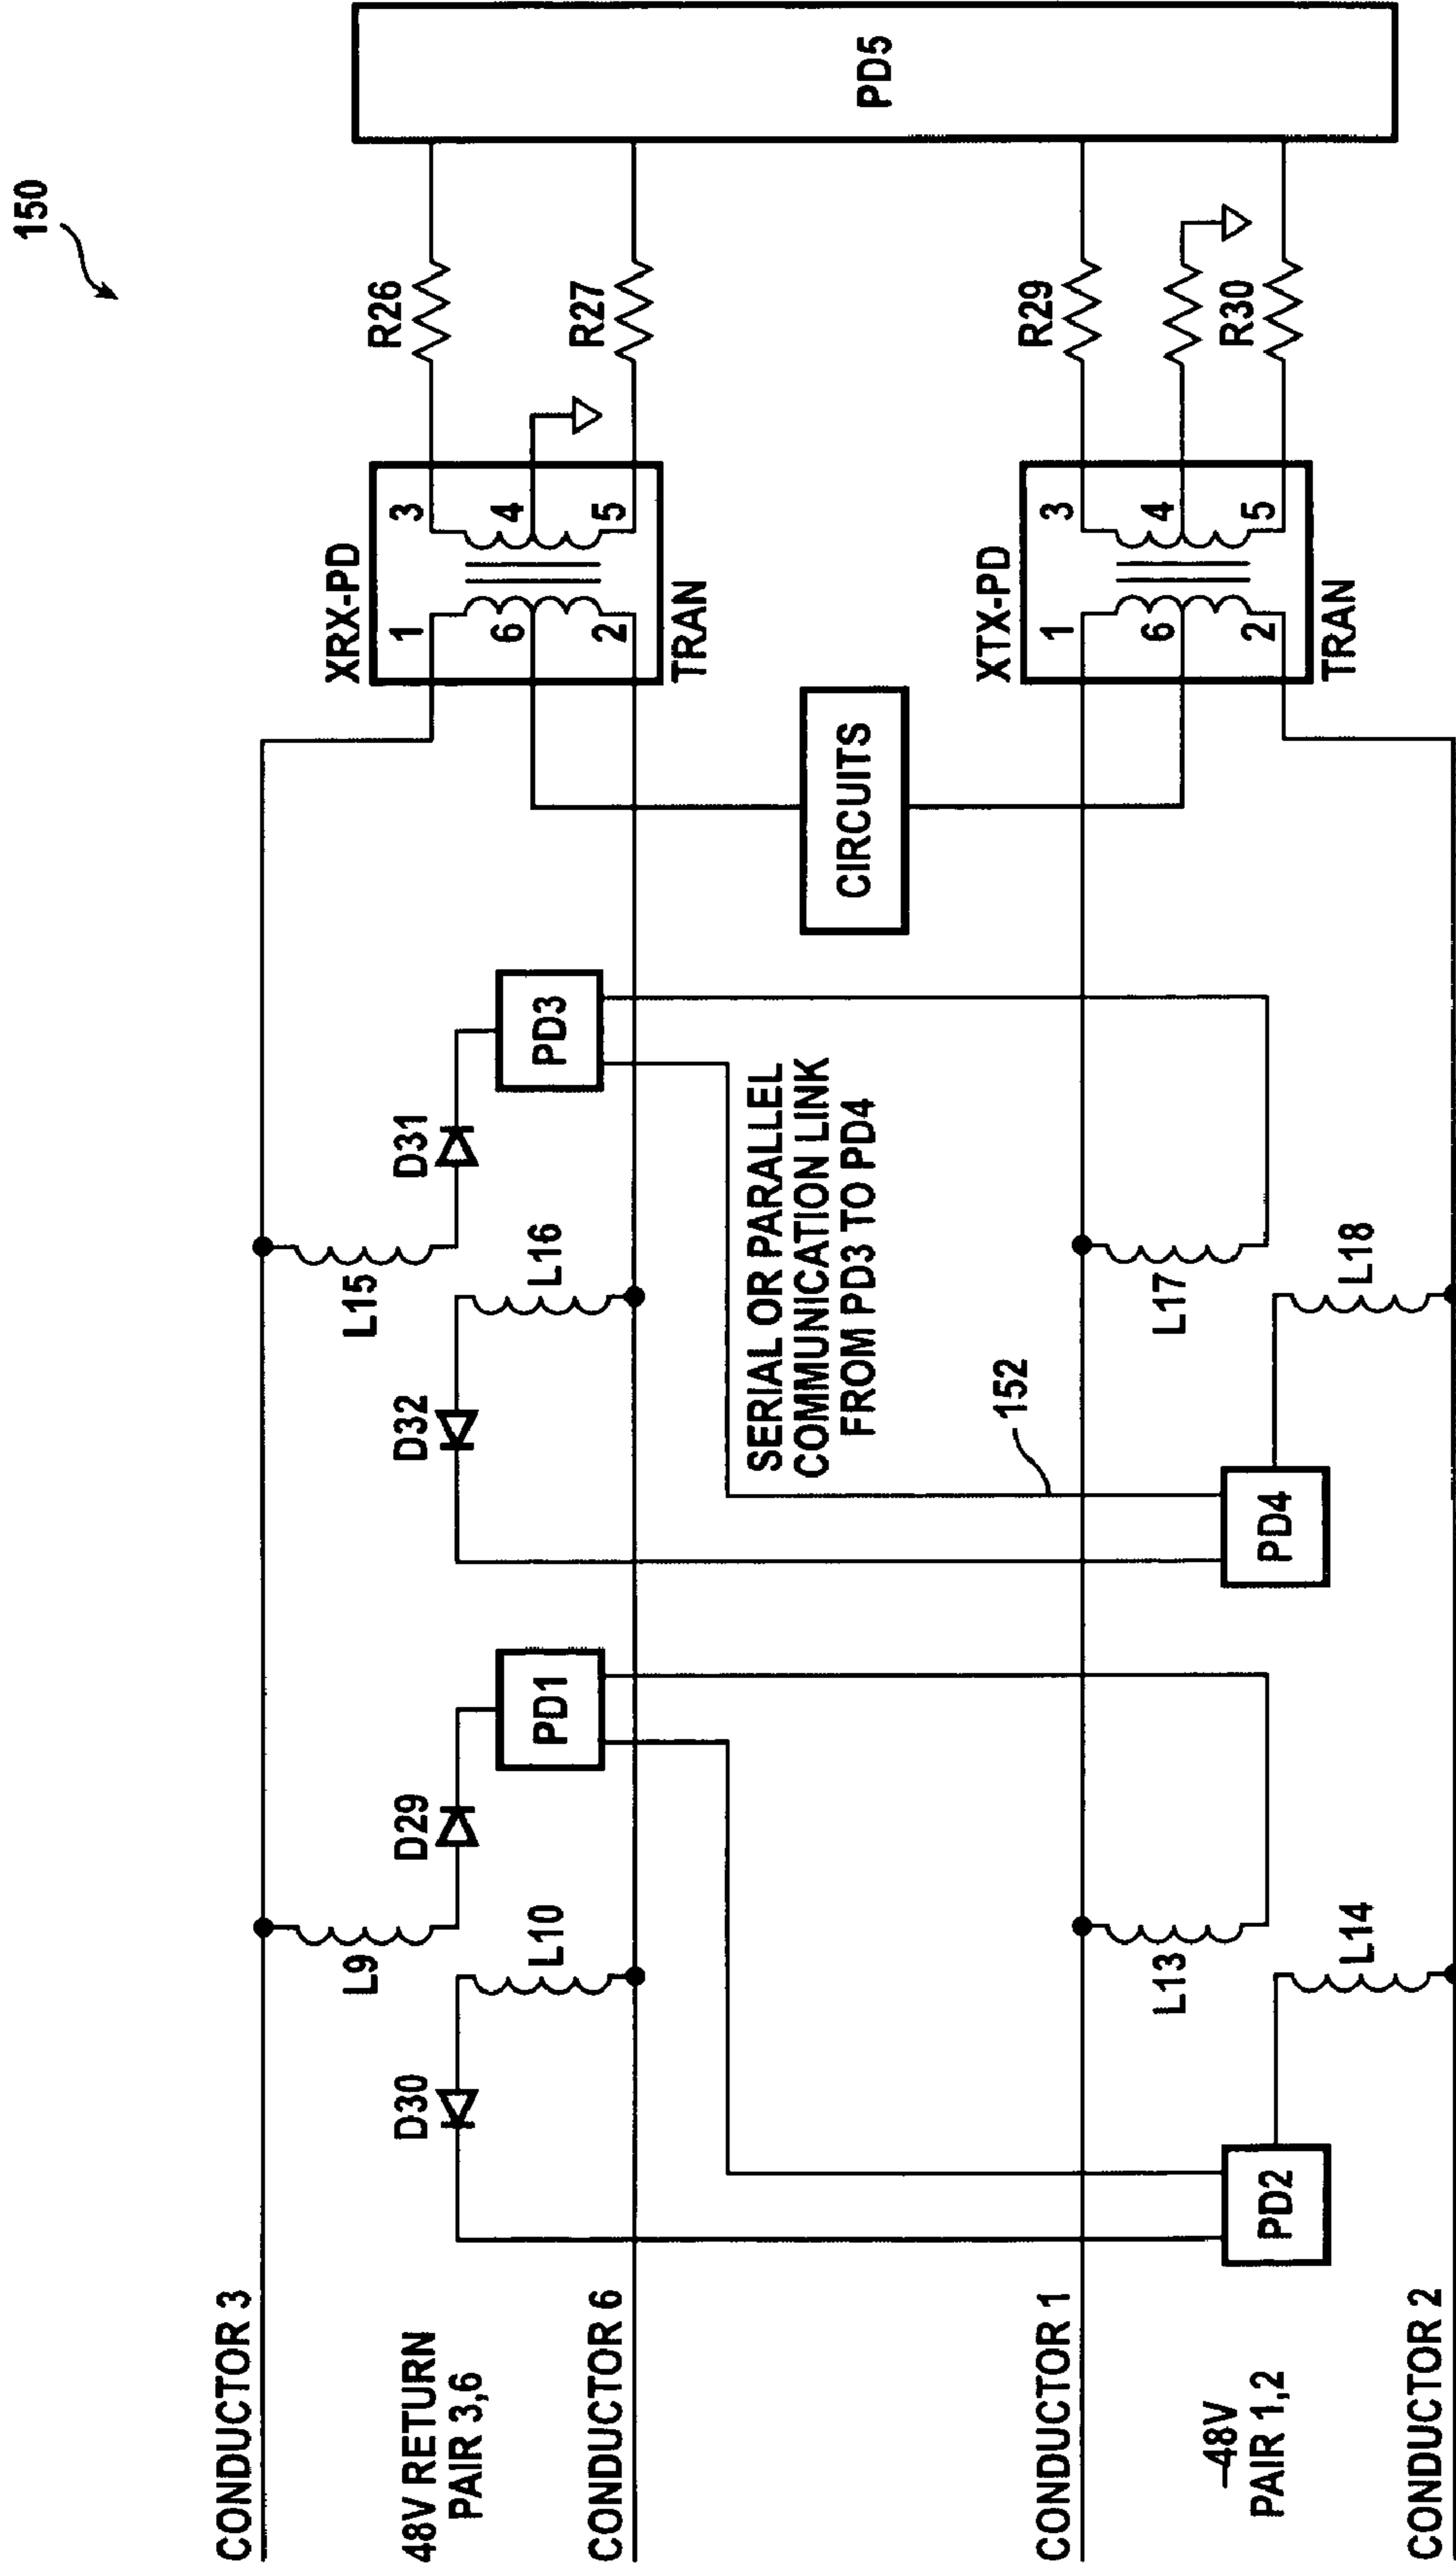 150
CONDUCTOR 3
48V RETURN
PAIR 3,6
CONDUCTOR 6
CONDUCTOR 1
–48V
PAIR 1,2
CONDUCTOR 2
D30
L9
L10
D29
PD1
PD2
L13
L14
D32
L15
L16
D31
PD3
SERIAL OR PARALLEL
COMMUNICATION LINK
FROM PD3 TO PD4
152
PD4
L17
L18
CIRCUITS
XRX-PD
1
6
2
3
4
5
TRAN
XTX-PD
1
6
2
3
4
5
TRAN
R26
R27
R29
R30
PD5